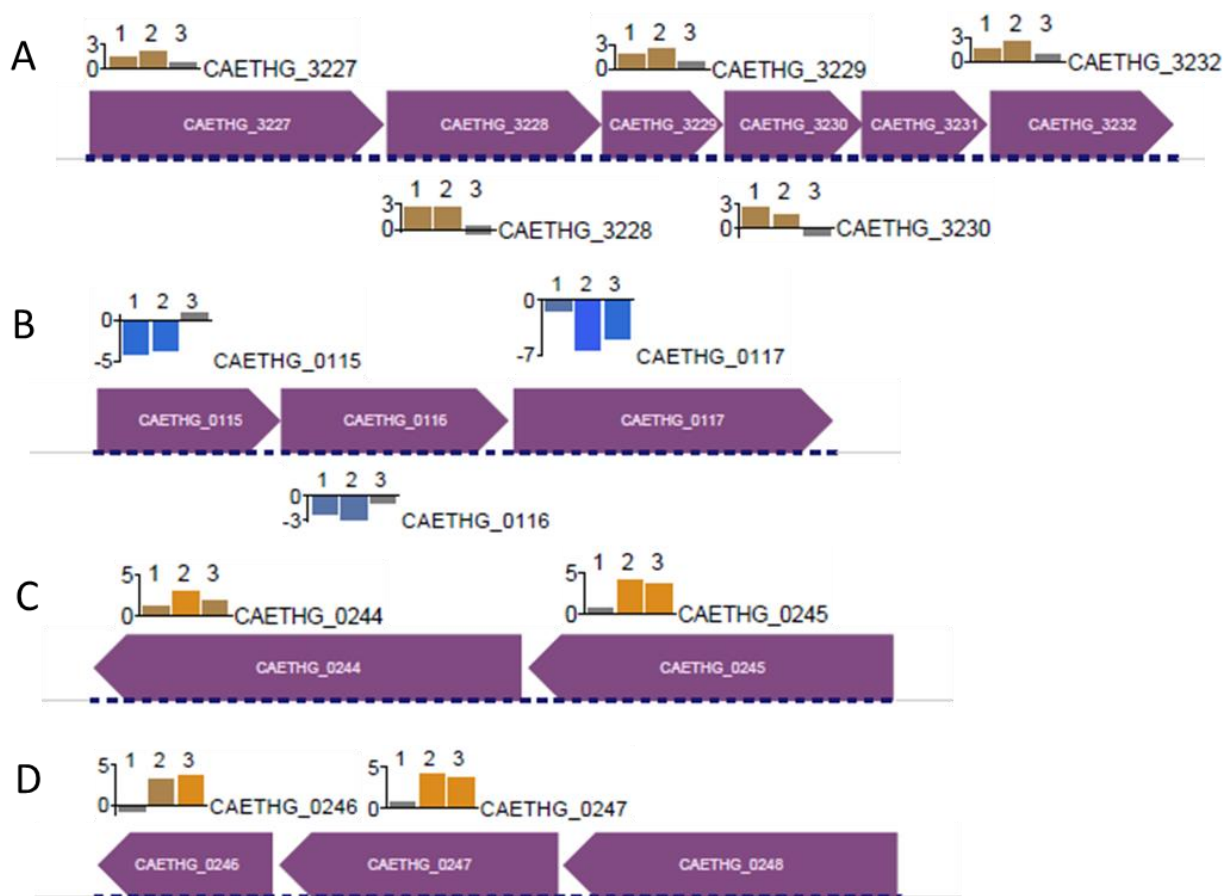 A
1 2 3
3
0
CAETHG_3227
1 2 3
3
0
CAETHG_3229
1 2 3
3
0
CAETHG_3232
CAETHG_3227 CAETHG_3228 CAETHG_3229 CAETHG_3230 CAETHG_3231 CAETHG_3232
1 2 3
3
0
CAETHG_3228
1 2 3
3
0
CAETHG_3230
B
1 2 3
0
-5
CAETHG_0115
1 2 3
0
-7
CAETHG_0117
CAETHG_0115 CAETHG_0116 CAETHG_0117
1 2 3
0
-3
CAETHG_0116
C
1 2 3
5
0
CAETHG_0244
1 2 3
5
0
CAETHG_0245
CAETHG_0244 CAETHG_0245
D
1 2 3
5
0
CAETHG_0246
1 2 3
5
0
CAETHG_0247
CAETHG_0246 CAETHG_0247 CAETHG_0248